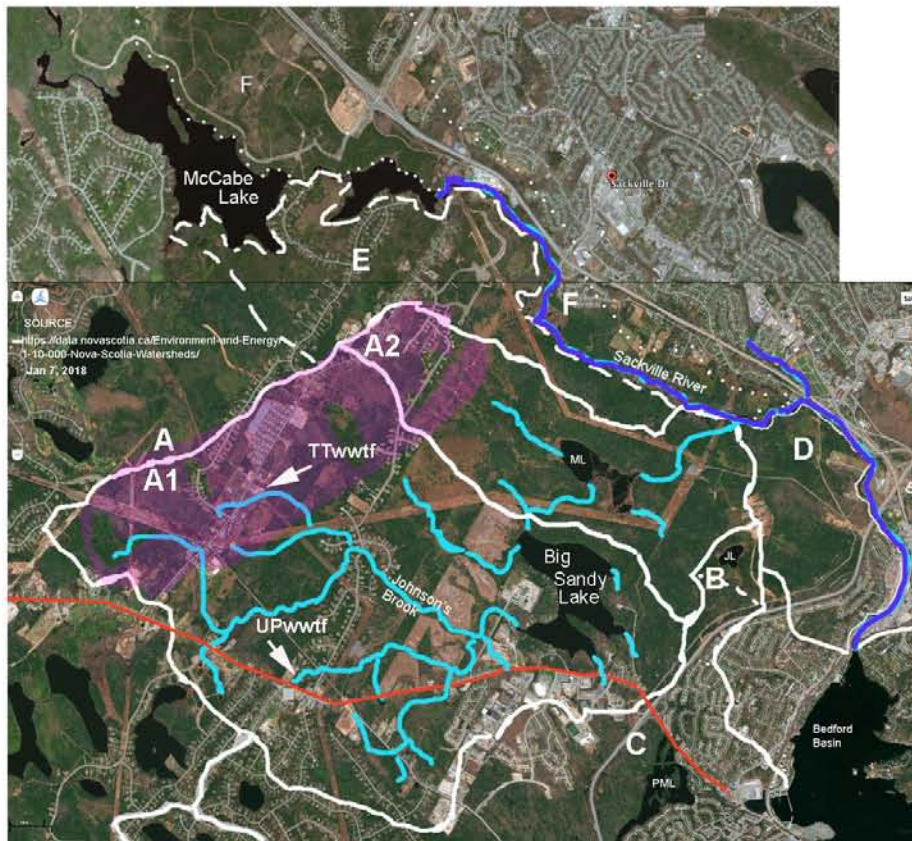 F
McCabe
Lake
Sackville Dr
E
SOURCE:
https://data.novascotia.ca/Environment-and-Energy/
1-10-000-Nova-Scotia-Watersheds/
Jan 7, 2018
F
A2
Sackville River
A
A1
TTwwtf
ML
D
Big
Sandy
Lake
JL
B
Johnson's
Brook
UPwwtf
C
PML
Bedford
Basin